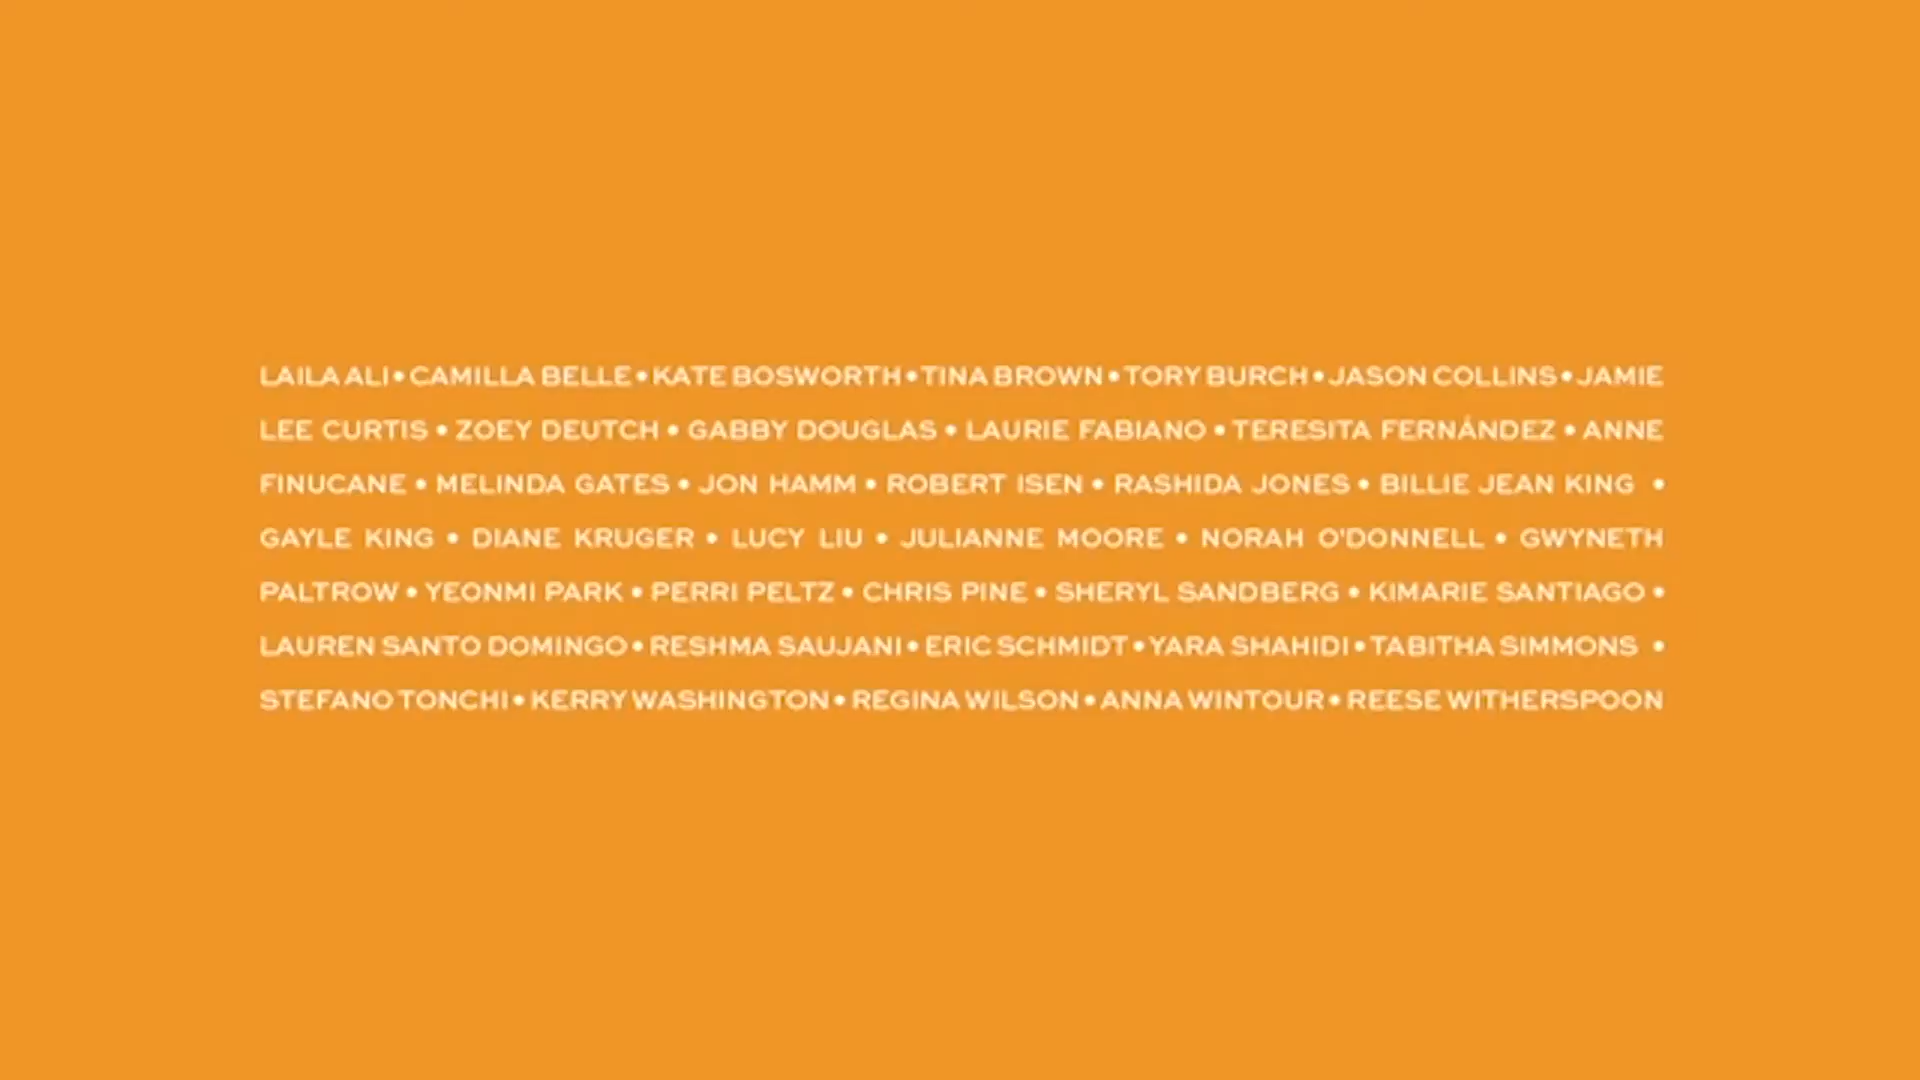 LAILA ALI • CAMILLA BELLE • KATE BOSWORTH • TINA BROWN • TORY BURCH • JASON COLLINS • JAMIE
LEE CURTIS • ZOEY DEUTCH • GABBY DOUGLAS • LAURIE FABIANO • TERESITA FERNÁNDEZ • ANNE
FINUCANE • MELINDA GATES • JON HAMM • ROBERT ISEN • RASHIDA JONES • BILLIE JEAN KING •
GAYLE KING • DIANE KRUGER • LUCY LIU • JULIANNE MOORE • NORAH O'DONNELL • GWYNETH
PALTROW • YEONMI PARK • PERRI PELTZ • CHRIS PINE • SHERYL SANDBERG • KIMARIE SANTIAGO •
LAUREN SANTO DOMINGO • RESHMA SAUJANI • ERIC SCHMIDT • YARA SHAHIDI • TABITHA SIMMONS •
STEFANO TONCHI • KERRY WASHINGTON • REGINA WILSON • ANNA WINTOUR • REESE WITHERSPOON